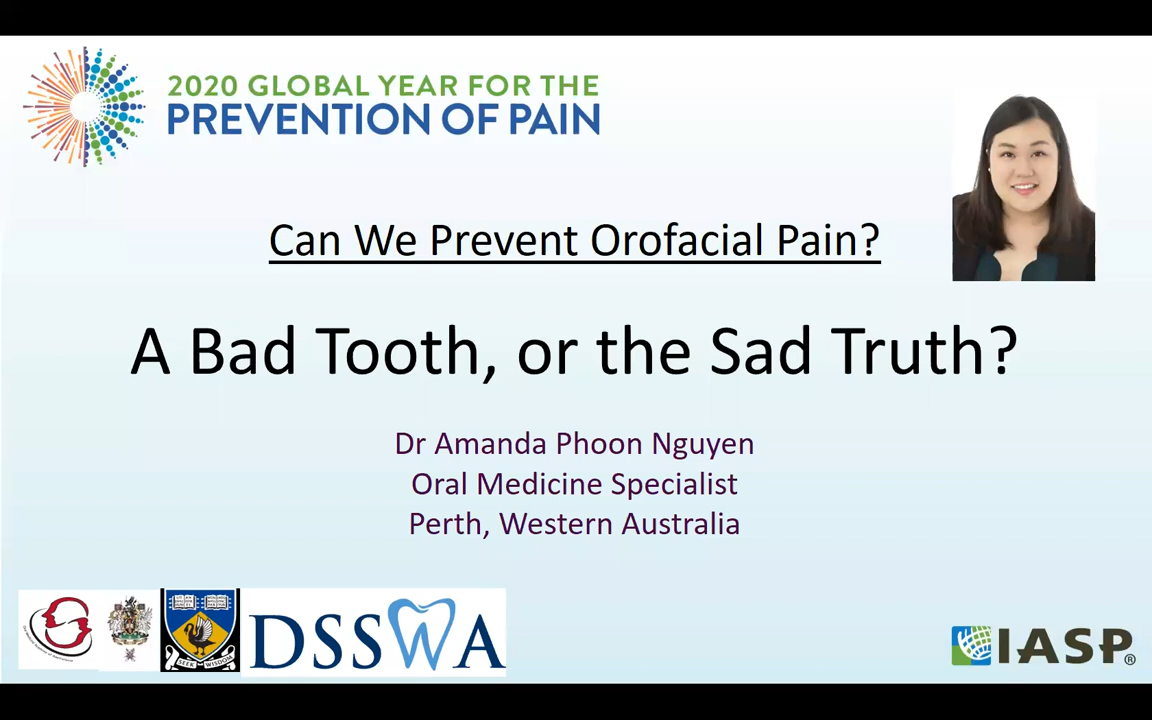 2020 GLOBAL YEAR FOR THE
PREVENTION OF PAIN
Can We Prevent Orofacial Pain?
A Bad Tooth, or the Sad Truth?
Dr Amanda Phoon Nguyen
Oral Medicine Specialist
Perth, Western Australia
SEEK WISDOM
DSSWA
IASP®